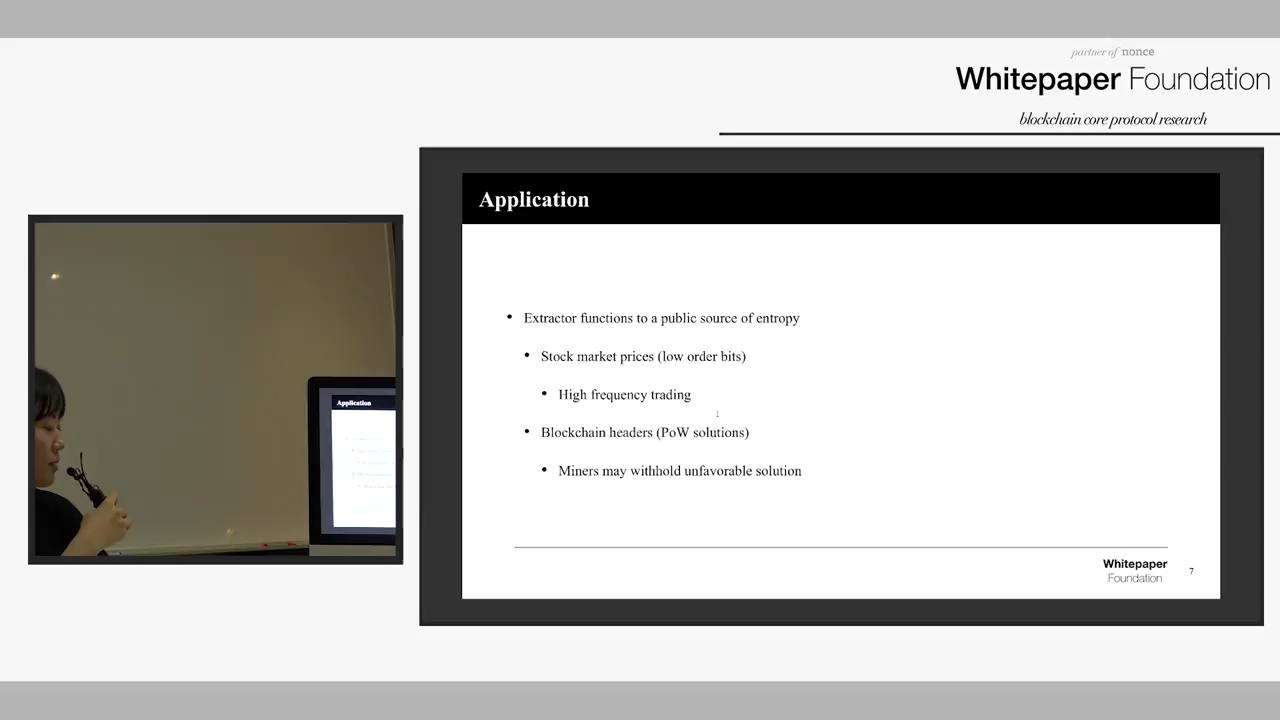 partner of nonce
Whitepaper Foundation
blockchain core protocol research
Application
• Extractor functions to a public source of entropy
• Stock market prices (low order bits)
• High frequency trading
• Blockchain headers (PoW solutions)
• Miners may withhold unfavorable solution
Whitepaper
Foundation
7
Application